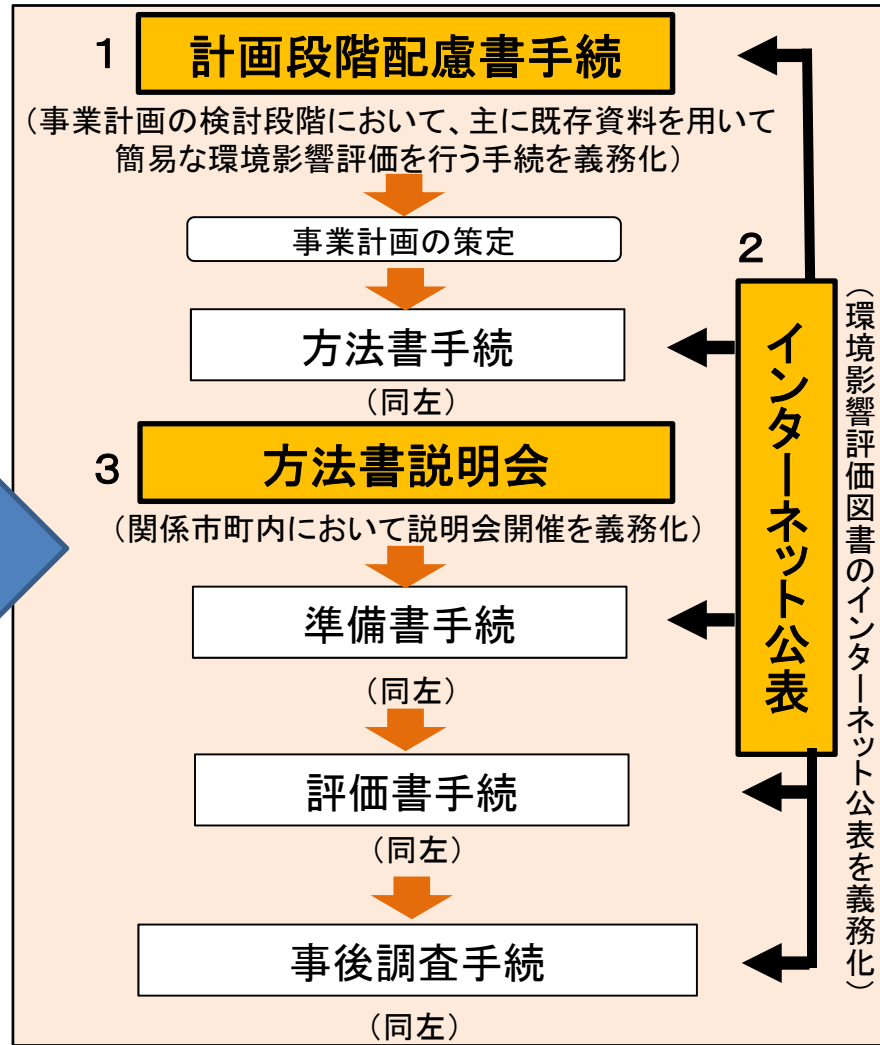 1
計画段階配慮書手続
（事業計画の検討段階において、主に既存資料を用いて
簡易な環境影響評価を行う手続を義務化）
事業計画の策定
2
インターネット公表
（環境影響評価図書のインターネット公表を義務化）
方法書手続
（同左）
3
方法書説明会
（関係市町内において説明会開催を義務化）
準備書手続
（同左）
評価書手続
（同左）
事後調査手続
（同左）